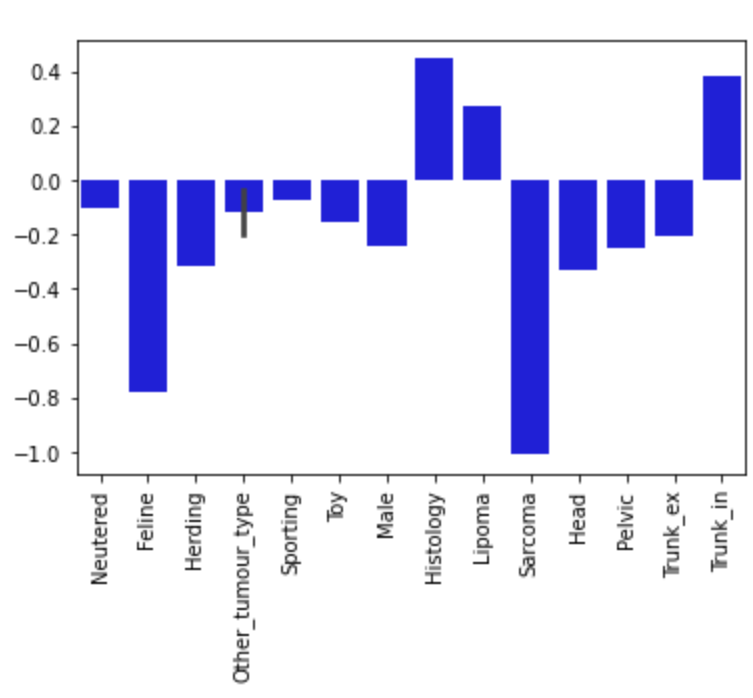 0.4
0.2
0.0
−0.2
−0.4
−0.6
−0.8
−1.0
Neutered
Feline
Herding
Other_tumour_type
Sporting
Toy
Male
Histology
Lipoma
Sarcoma
Head
Pelvic
Trunk_ex
Trunk_in